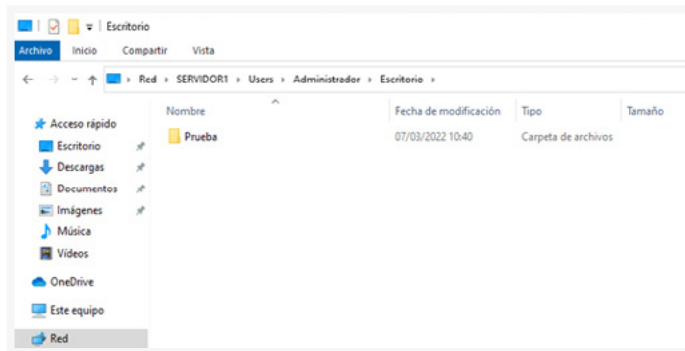 Escritorio
Archivo Inicio Compartir Vista
Red › SERVIDOR1 › Users › Administrador › Escritorio ›
Nombre Fecha de modificación Tipo Tamaño
Acceso rápido
Prueba 07/03/2022 10:40 Carpeta de archivos
Escritorio
Descargas
Documentos
Imágenes
Música
Vídeos
OneDrive
Este equipo
Red